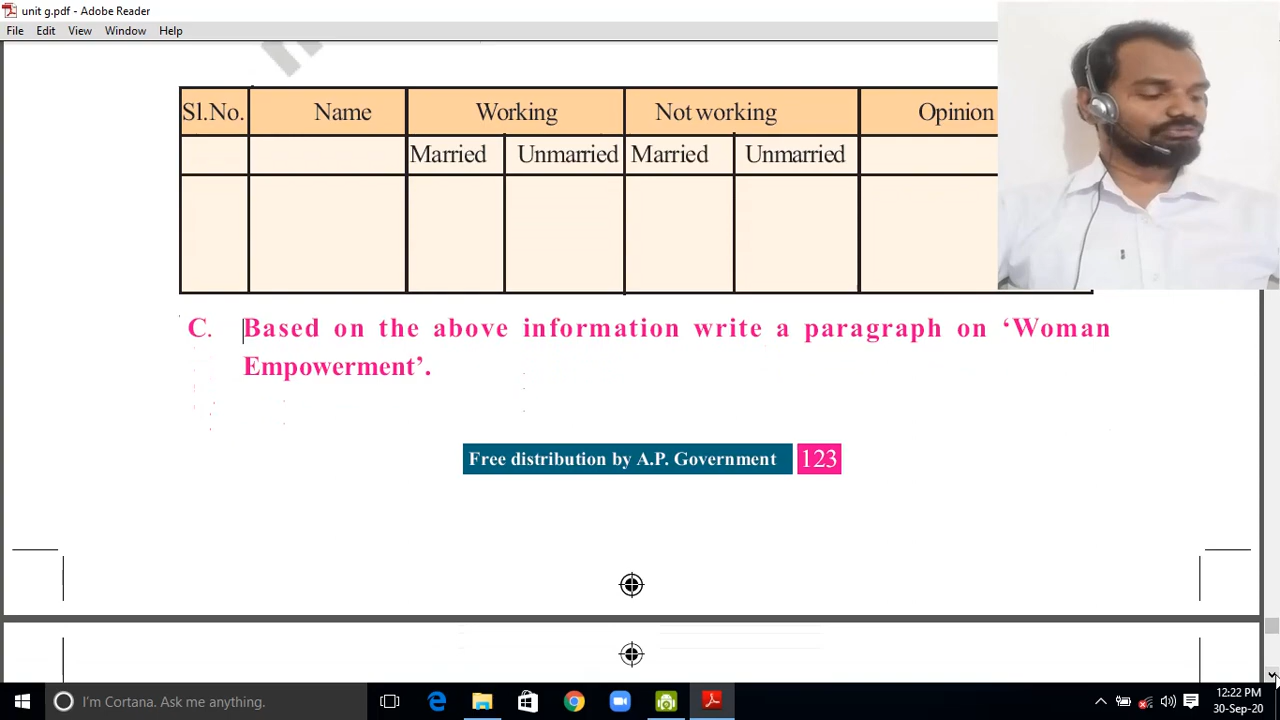 unit g.pdf - Adobe Reader
File Edit View Window Help
Sl.No. Name Working Not working Opinion
Married Unmarried Married Unmarried
C. Based on the above information write a paragraph on ‘Woman
Empowerment’.
Free distribution by A.P. Government 123
I'm Cortana. Ask me anything.
12:22 PM
30-Sep-20